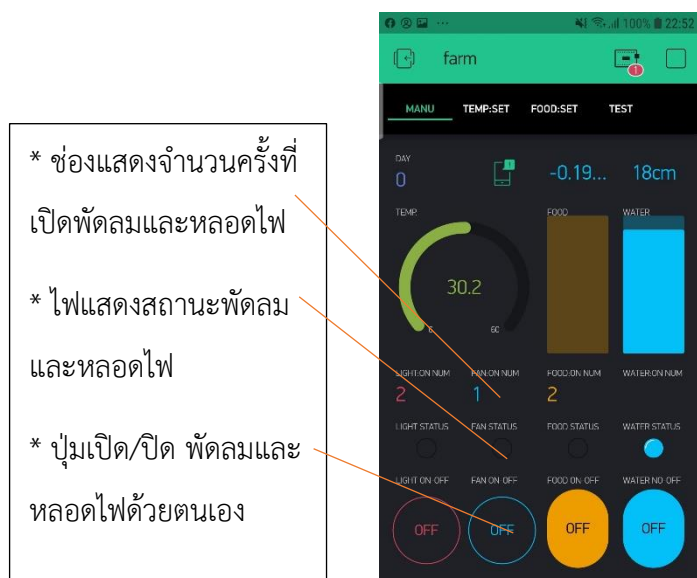 * ช่องแสดงจำนวนครั้งที่
เปิดพัดลมและหลอดไฟ
* ไฟแสดงสถานะพัดลม
และหลอดไฟ
* ปุ่มเปิด/ปิด พัดลมและ
หลอดไฟด้วยตนเอง
100% 22:52
farm
1
MANU TEMP:SET FOOD:SET TEST
DAY
0 -0.19... 18cm
TEMP. FOOD WATER
30.2
0 60
LIGHT:ON NUM FAN:ON NUM FOOD:ON NUM WATER:ON NUM
2 1 2
LIGHT STATUS FAN STATUS FOOD STATUS WATER STATUS
LIGHT ON-OFF FAN ON-OFF FOOD ON-OFF WATER NO-OFF
OFF OFF OFF OFF